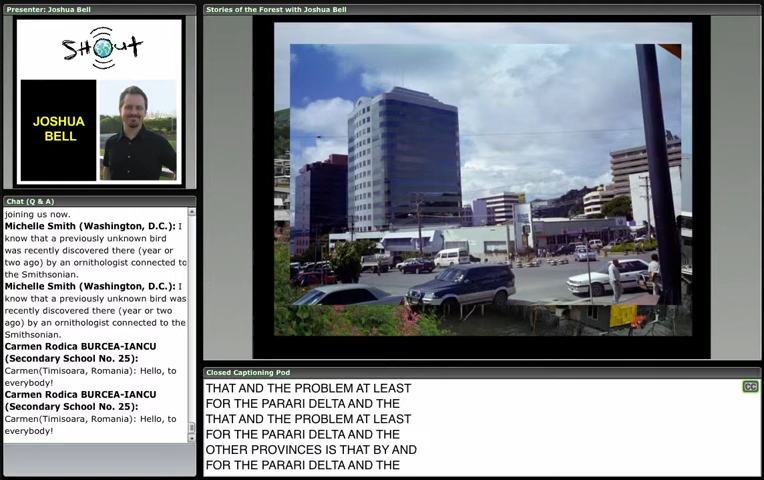 Presenter: Joshua Bell
SHOUT
JOSHUA
BELL
Chat (Q & A)
joining us now.
Michelle Smith (Washington, D.C.): I
know that a previously unknown bird
was recently discovered there (year or
two ago) by an ornithologist connected to
the Smithsonian.
Michelle Smith (Washington, D.C.): I
know that a previously unknown bird was
recently discovered there (year or two
ago) by an ornithologist connected to the
Smithsonian.
Carmen Rodica BURCEA-IANCU
(Secondary School No. 25):
Carmen(Timisoara, Romania): Hello, to
everybody!
Carmen Rodica BURCEA-IANCU
(Secondary School No. 25):
Carmen(Timisoara, Romania): Hello, to
everybody!
Stories of the Forest with Joshua Bell
Closed Captioning Pod
CC
THAT AND THE PROBLEM AT LEAST
FOR THE PARARI DELTA AND THE
THAT AND THE PROBLEM AT LEAST
FOR THE PARARI DELTA AND THE
OTHER PROVINCES IS THAT BY AND
FOR THE PARARI DELTA AND THE